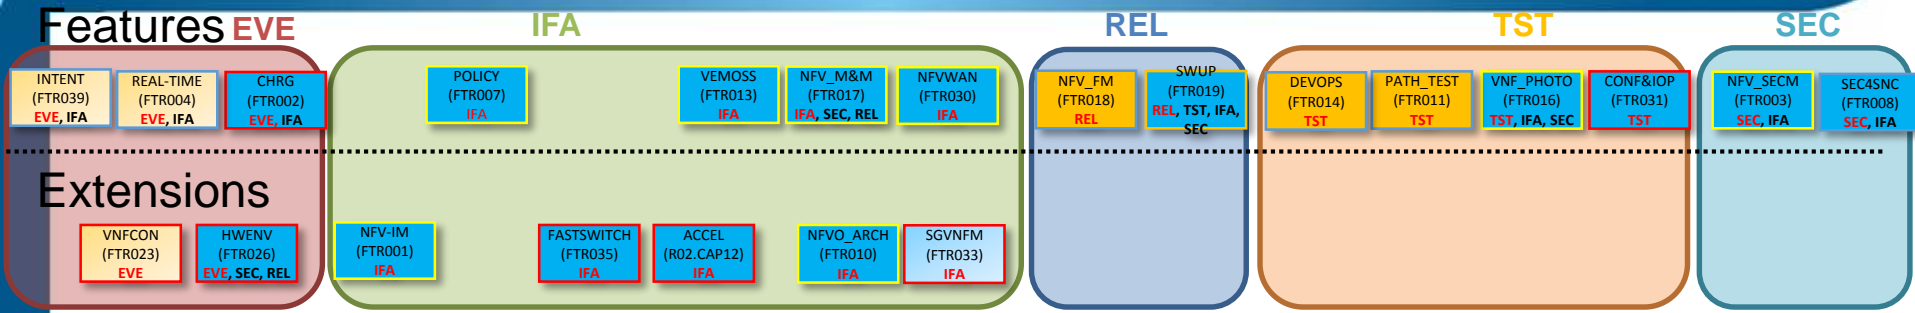 Features EVE IFA REL TST SEC
INTENT
(FTR039)
EVE, IFA
REAL-TIME
(FTR004)
EVE, IFA
CHRG
(FTR002)
EVE, IFA
POLICY
(FTR007)
IFA
VEMOSS
(FTR013)
IFA
NFV_M&M
(FTR017)
IFA, SEC, REL
NFVWAN
(FTR030)
IFA
NFV_FM
(FTR018)
REL
SWUP
(FTR019)
REL, TST, IFA,
SEC
DEVOPS
(FTR014)
TST
PATH_TEST
(FTR011)
TST
VNF_PHOTO
(FTR016)
TST, IFA, SEC
CONF&IOP
(FTR031)
TST
NFV_SECM
(FTR003)
SEC, IFA
SEC4SNC
(FTR008)
SEC, IFA
Extensions
VNFCON
(FTR023)
EVE
HWENV
(FTR026)
EVE, SEC, REL
NFV-IM
(FTR001)
IFA
FASTSWITCH
(FTR035)
IFA
ACCEL
(R02.CAP12)
IFA
NFVO_ARCH
(FTR010)
IFA
SGVNFM
(FTR033)
IFA